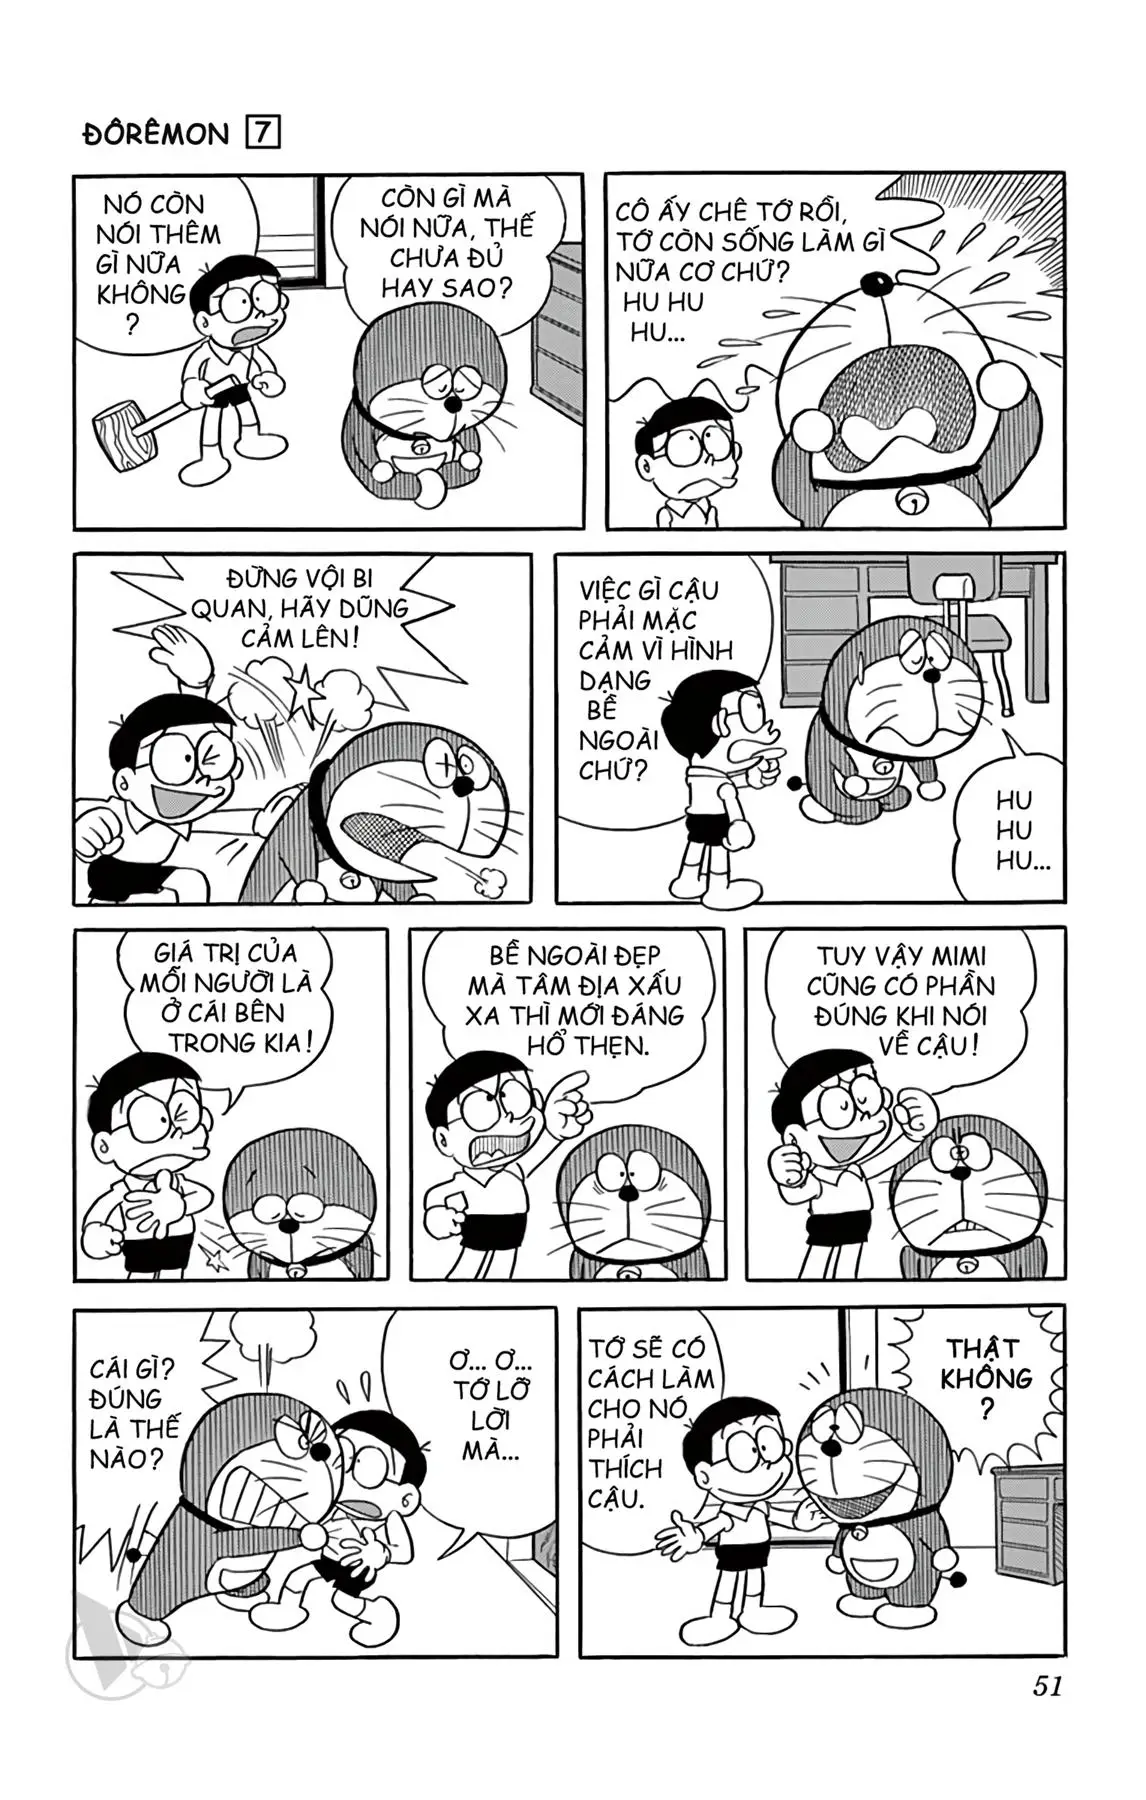 ĐÔRÊMON 7
NÓ CÒN
NÓI THÊM
GÌ NỮA
KHÔNG
?
CÒN GÌ MÀ
NÓI NỮA, THẾ
CHƯA ĐỦ
HAY SAO?
CÔ ẤY CHÊ TỚ RỒI,
TỚ CÒN SỐNG LÀM GÌ
NỮA CƠ CHỨ?
HU HU
HU...
ĐỪNG VỘI BI
QUAN, HÃY DŨNG
CẢM LÊN!
VIỆC GÌ CẬU
PHẢI MẶC
CẢM VÌ HÌNH
DẠNG
BỀ
NGOÀI
CHỨ?
HU
HU
HU...
GIÁ TRỊ CỦA
MỖI NGƯỜI LÀ
Ở CÁI BÊN
TRONG KIA!
BỀ NGOÀI ĐẸP
MÀ TÂM ĐỊA XẤU
XA THÌ MỚI ĐÁNG
HỔ THẸN.
TUY VẬY MIMI
CŨNG CÓ PHẦN
ĐÚNG KHI NÓI
VỀ CẬU!
CÁI GÌ?
ĐÚNG
LÀ THẾ
NÀO?
Ơ... Ơ...
TỚ LỠ
LỜI
MÀ...
TỚ SẼ CÓ
CÁCH LÀM
CHO NÓ
PHẢI
THÍCH
CẬU.
THẬT
KHÔNG
?
51